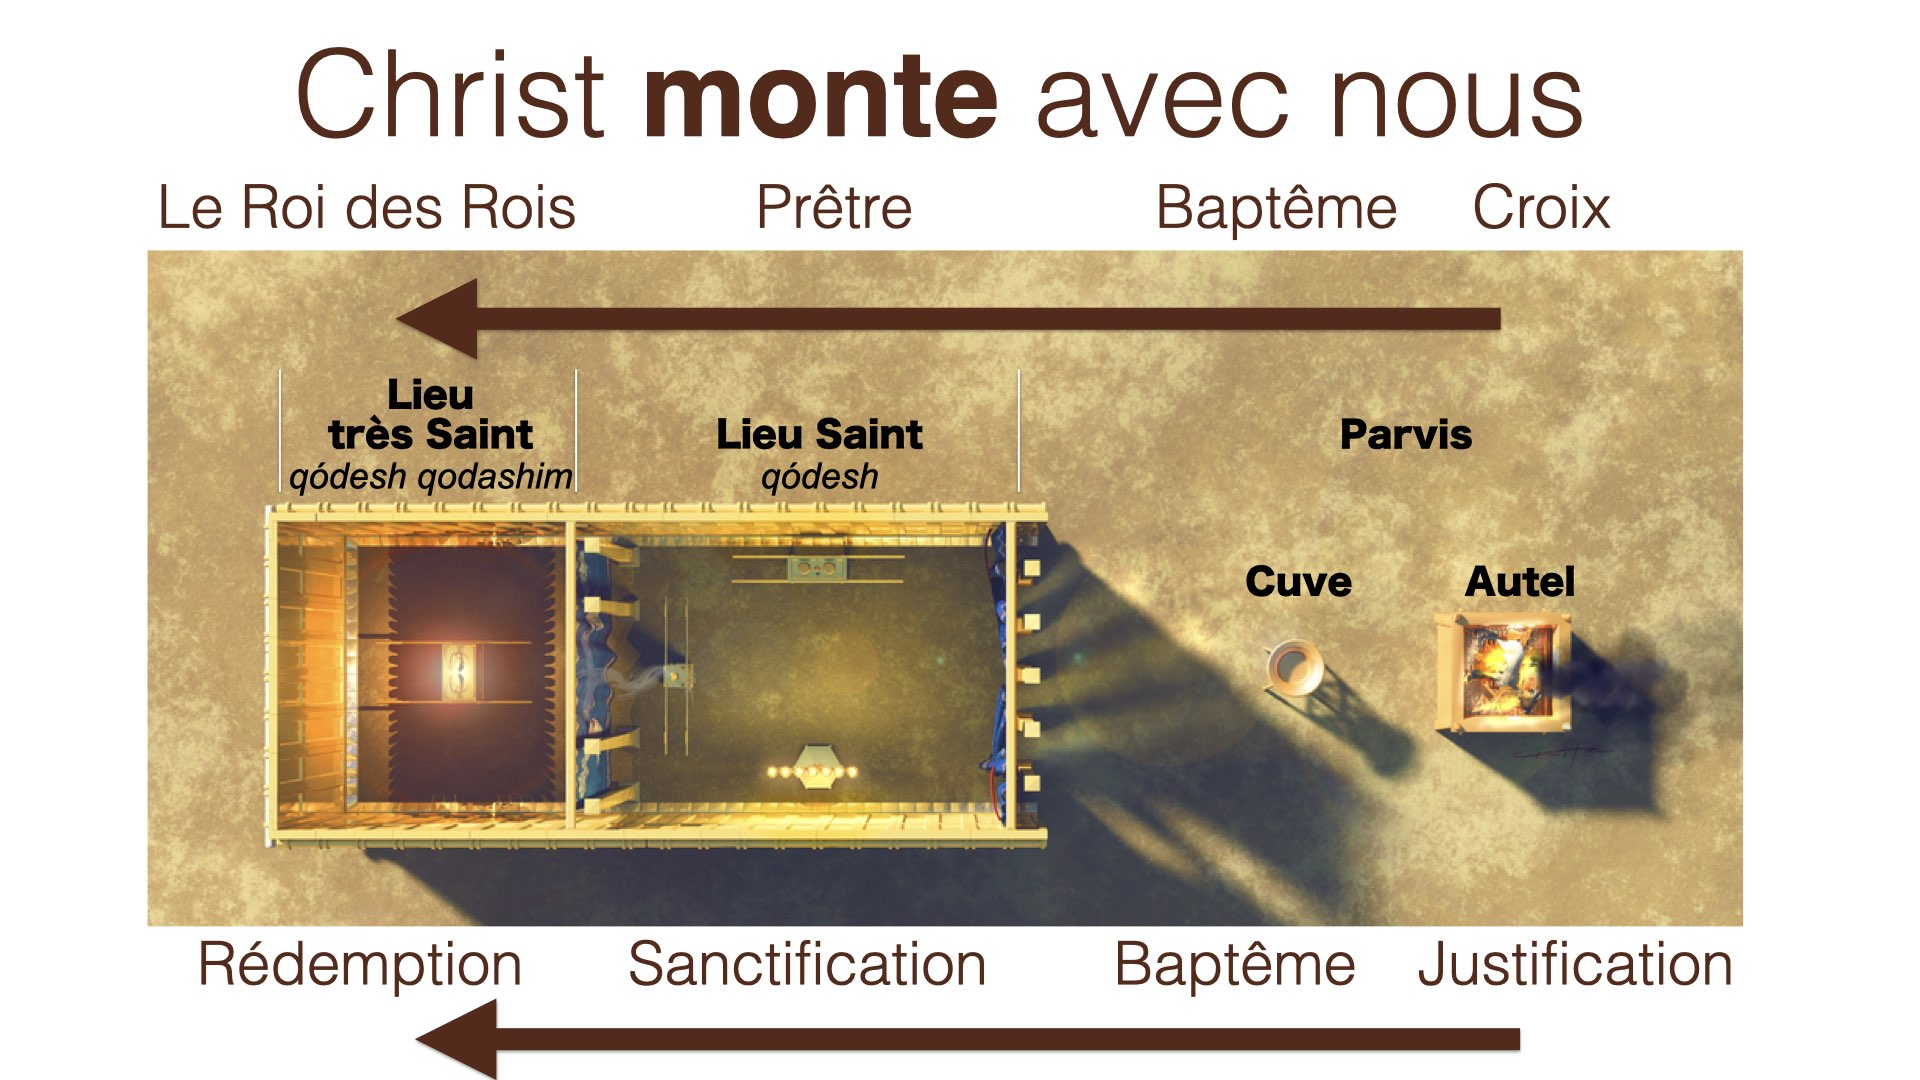 Christ monte avec nous
Le Roi des Rois
Prêtre
Baptême
Croix
Lieu
très Saint
qódesh qodashim
Lieu Saint
qódesh
Parvis
Cuve
Autel
Rédemption
Sanctification
Baptême
Justification